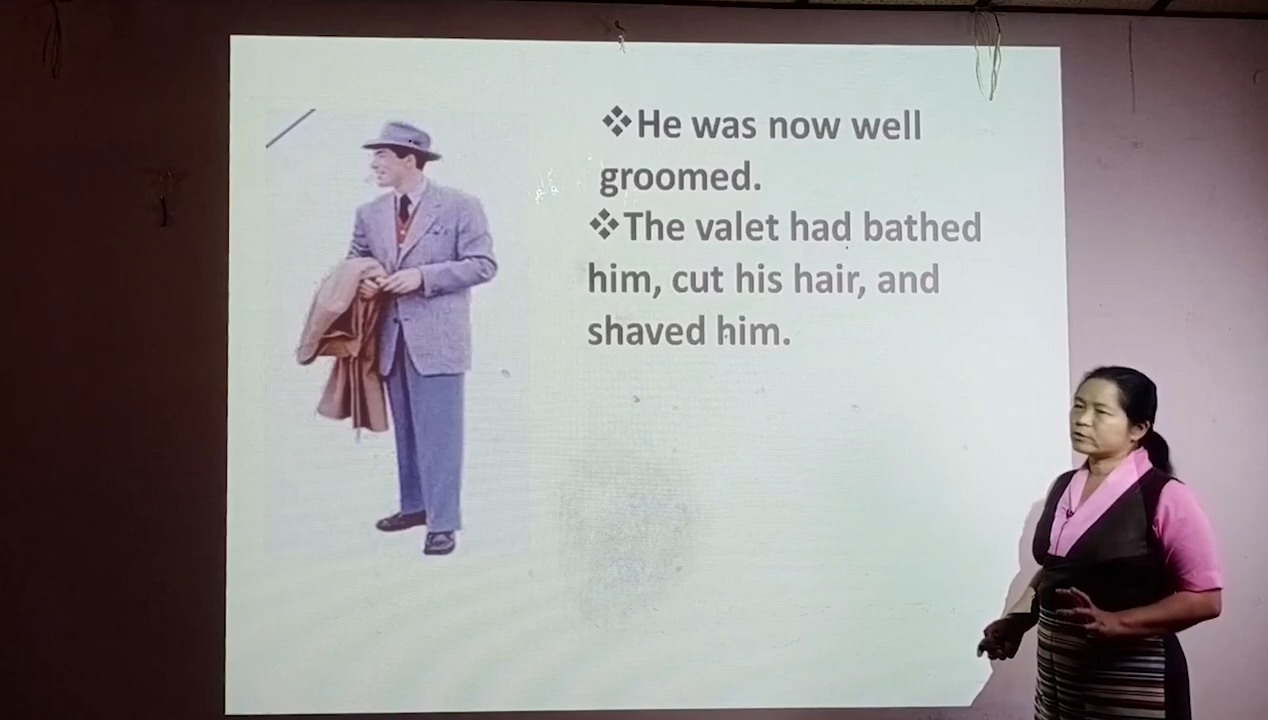 ❖He was now well
groomed.
❖The valet had bathed
him, cut his hair, and
shaved him.